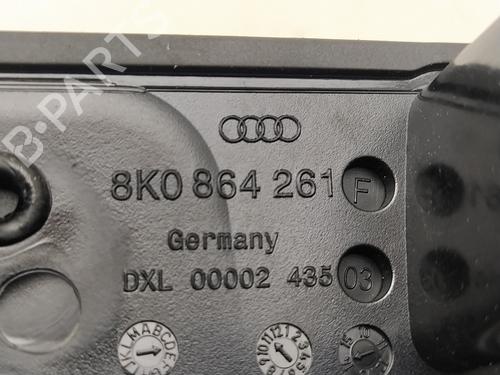 B-PARTS
8K0 864 261 F
Germany
DXL 00002 435 03